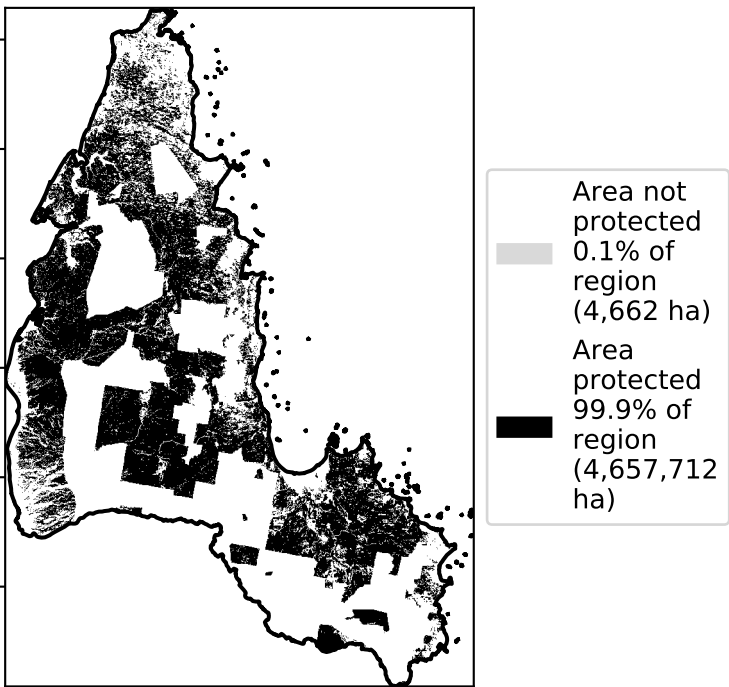 Area not
protected
0.1% of
region
(4,662 ha)
Area
protected
99.9% of
region
(4,657,712
ha)